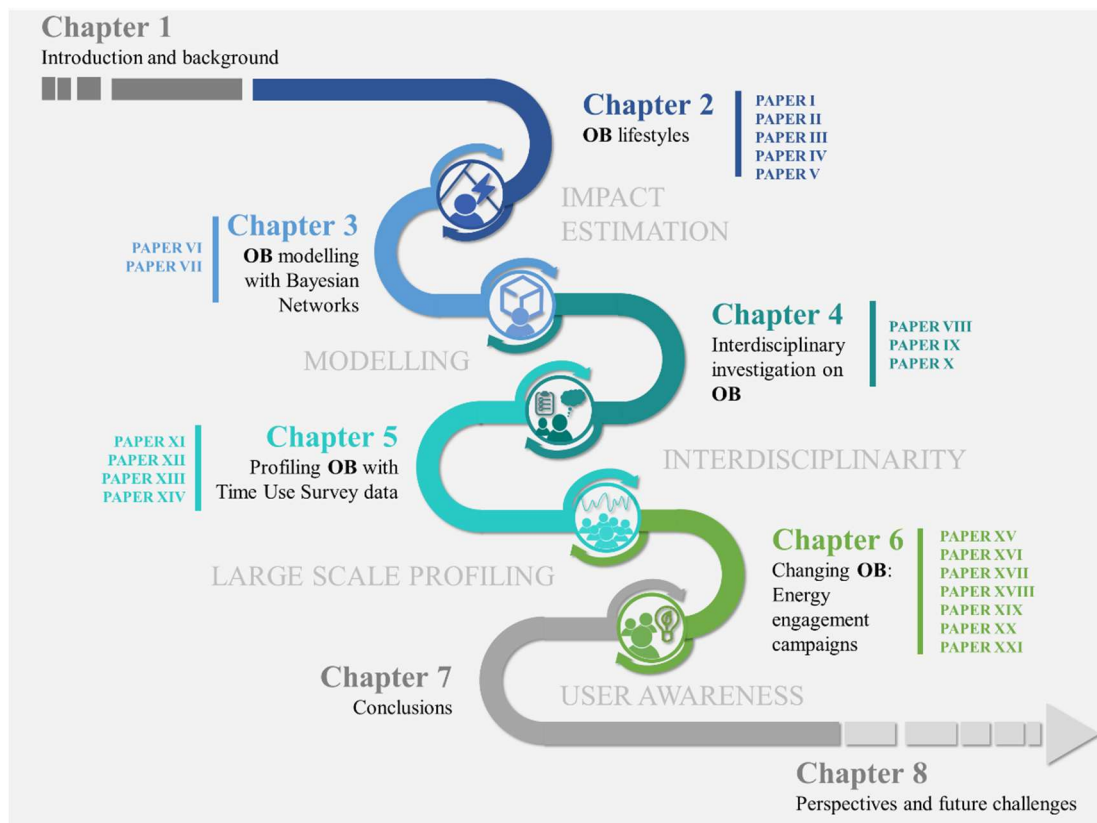 Chapter 1
Introduction and background
Chapter 2
OB lifestyles
PAPER I
PAPER II
PAPER III
PAPER IV
PAPER V
IMPACT
ESTIMATION
Chapter 3
OB modelling
with Bayesian
Networks
PAPER VI
PAPER VII
MODELLING
Chapter 4
Interdisciplinary
investigation on
OB
PAPER VIII
PAPER IX
PAPER X
INTERDISCIPLINARITY
Chapter 5
Profiling OB with
Time Use Survey data
PAPER XI
PAPER XII
PAPER XIII
PAPER XIV
LARGE SCALE PROFILING
Chapter 6
Changing OB:
Energy
engagement
campaigns
PAPER XV
PAPER XVI
PAPER XVII
PAPER XVIII
PAPER XIX
PAPER XX
PAPER XXI
USER AWARENESS
Chapter 7
Conclusions
Chapter 8
Perspectives and future challenges